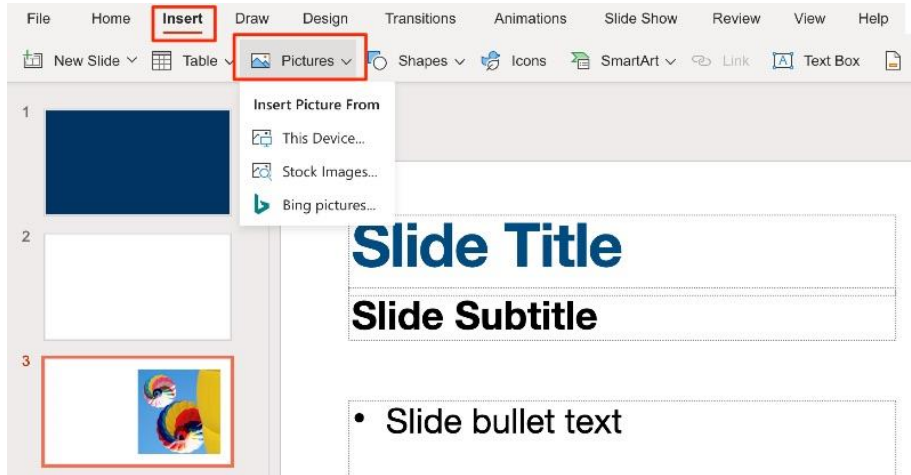 File Home Insert Draw Design Transitions Animations Slide Show Review View Help
New Slide Table Pictures Shapes Icons SmartArt Link Text Box
Insert Picture From
This Device...
Stock Images...
Bing pictures...
1
2
3
Slide Title
Slide Subtitle
• Slide bullet text